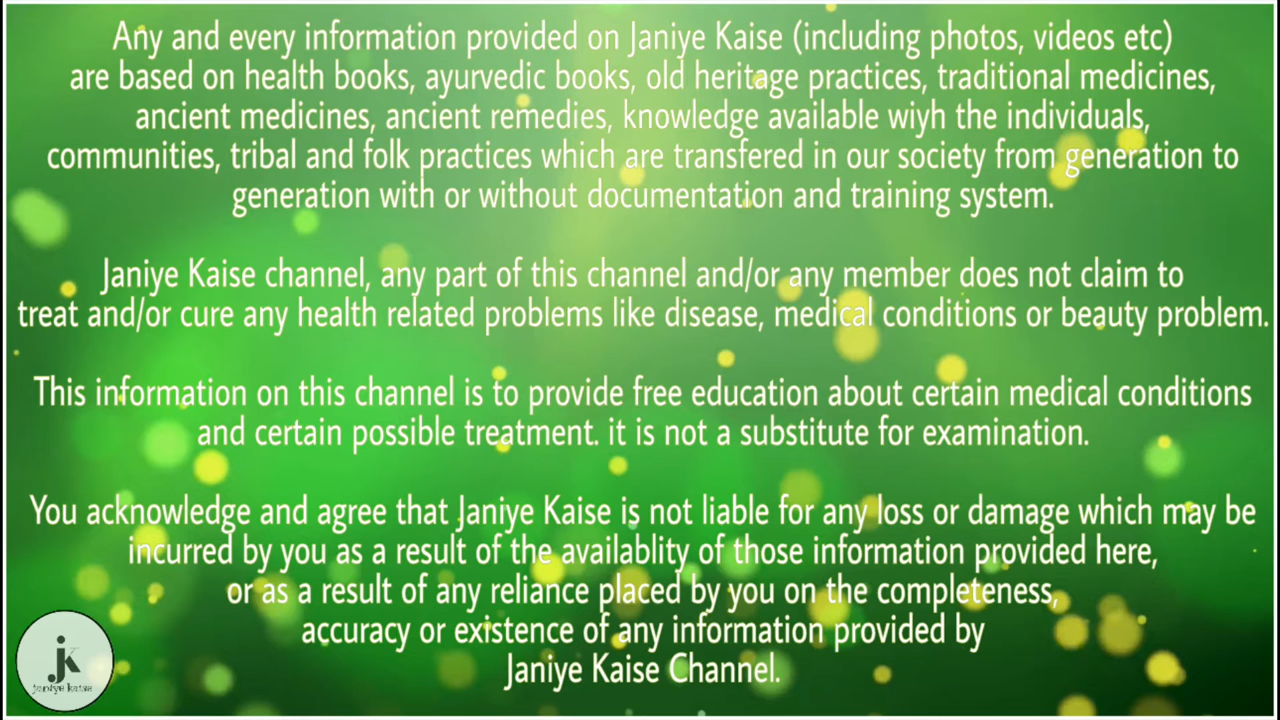 Any and every information provided on Janiye Kaise (including photos, videos etc)
are based on health books, ayurvedic books, old heritage practices, traditional medicines,
ancient medicines, ancient remedies, knowledge available wiyh the individuals,
communities, tribal and folk practices which are transfered in our society from generation to
generation with or without documentation and training system.
Janiye Kaise channel, any part of this channel and/or any member does not claim to
treat and/or cure any health related problems like disease, medical conditions or beauty problem.
This information on this channel is to provide free education about certain medical conditions
and certain possible treatment. it is not a substitute for examination.
You acknowledge and agree that Janiye Kaise is not liable for any loss or damage which may be
incurred by you as a result of the availablity of those information provided here,
or as a result of any reliance placed by you on the completeness,
accuracy or existence of any information provided by
Janiye Kaise Channel.
jk
janiye kaise